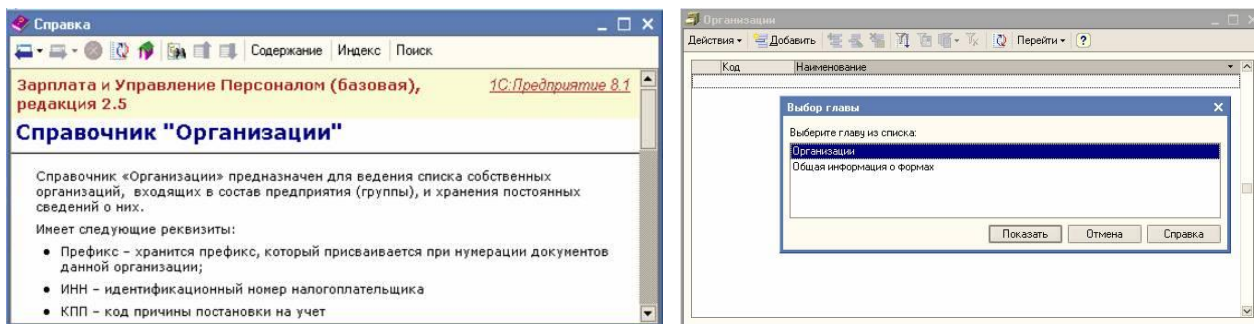 Справка
Содержание Индекс Поиск
Зарплата и Управление Персоналом (базовая), редакция 2.5
1С:Предприятие 8.1
Справочник "Организации"
Справочник «Организации» предназначен для ведения списка собственных
организаций, входящих в состав предприятия (группы), и хранения постоянных
сведений о них.
Имеет следующие реквизиты:
• Префикс – хранится префикс, который присваивается при нумерации документов
данной организации;
• ИНН – идентификационный номер налогоплательщика
• КПП – код причины постановки на учет
Организации
Действия Добавить Перейти ?
Код Наименование
Выбор главы
Выберите главу из списка:
Организации
Общая информация о формах
Показать Отмена Справка